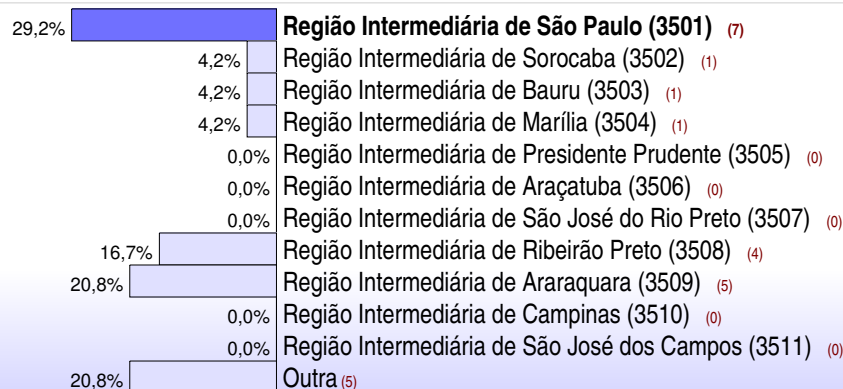 29,2% Região Intermediária de São Paulo (3501) (7)
4,2% Região Intermediária de Sorocaba (3502) (1)
4,2% Região Intermediária de Bauru (3503) (1)
4,2% Região Intermediária de Marília (3504) (1)
0,0% Região Intermediária de Presidente Prudente (3505) (0)
0,0% Região Intermediária de Araçatuba (3506) (0)
0,0% Região Intermediária de São José do Rio Preto (3507) (0)
16,7% Região Intermediária de Ribeirão Preto (3508) (4)
20,8% Região Intermediária de Araraquara (3509) (5)
0,0% Região Intermediária de Campinas (3510) (0)
0,0% Região Intermediária de São José dos Campos (3511) (0)
20,8% Outra (5)